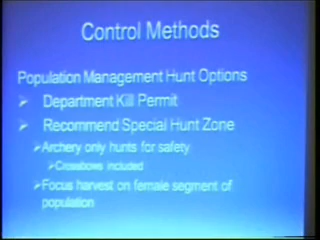 Control Methods
Population Management Hunt Options
➢ Department Kill Permit
➢ Recommend Special Hunt Zone
➢Archery only hunts for safety
➢Crossbows included
➢Focus harvest on female segment of
population